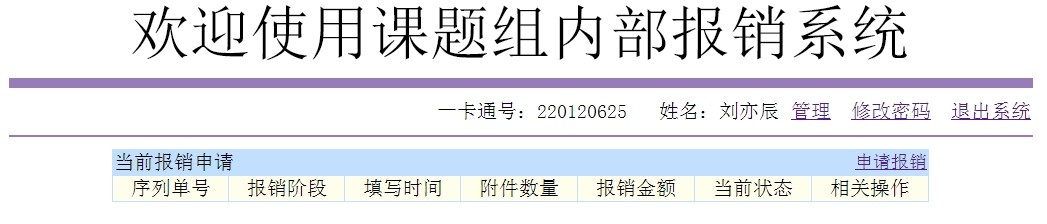 欢迎使用课题组内部报销系统
一卡通号：220120625 姓名：刘亦辰 管理 修改密码 退出系统
当前报销申请 申请报销
序列单号 报销阶段 填写时间 附件数量 报销金额 当前状态 相关操作